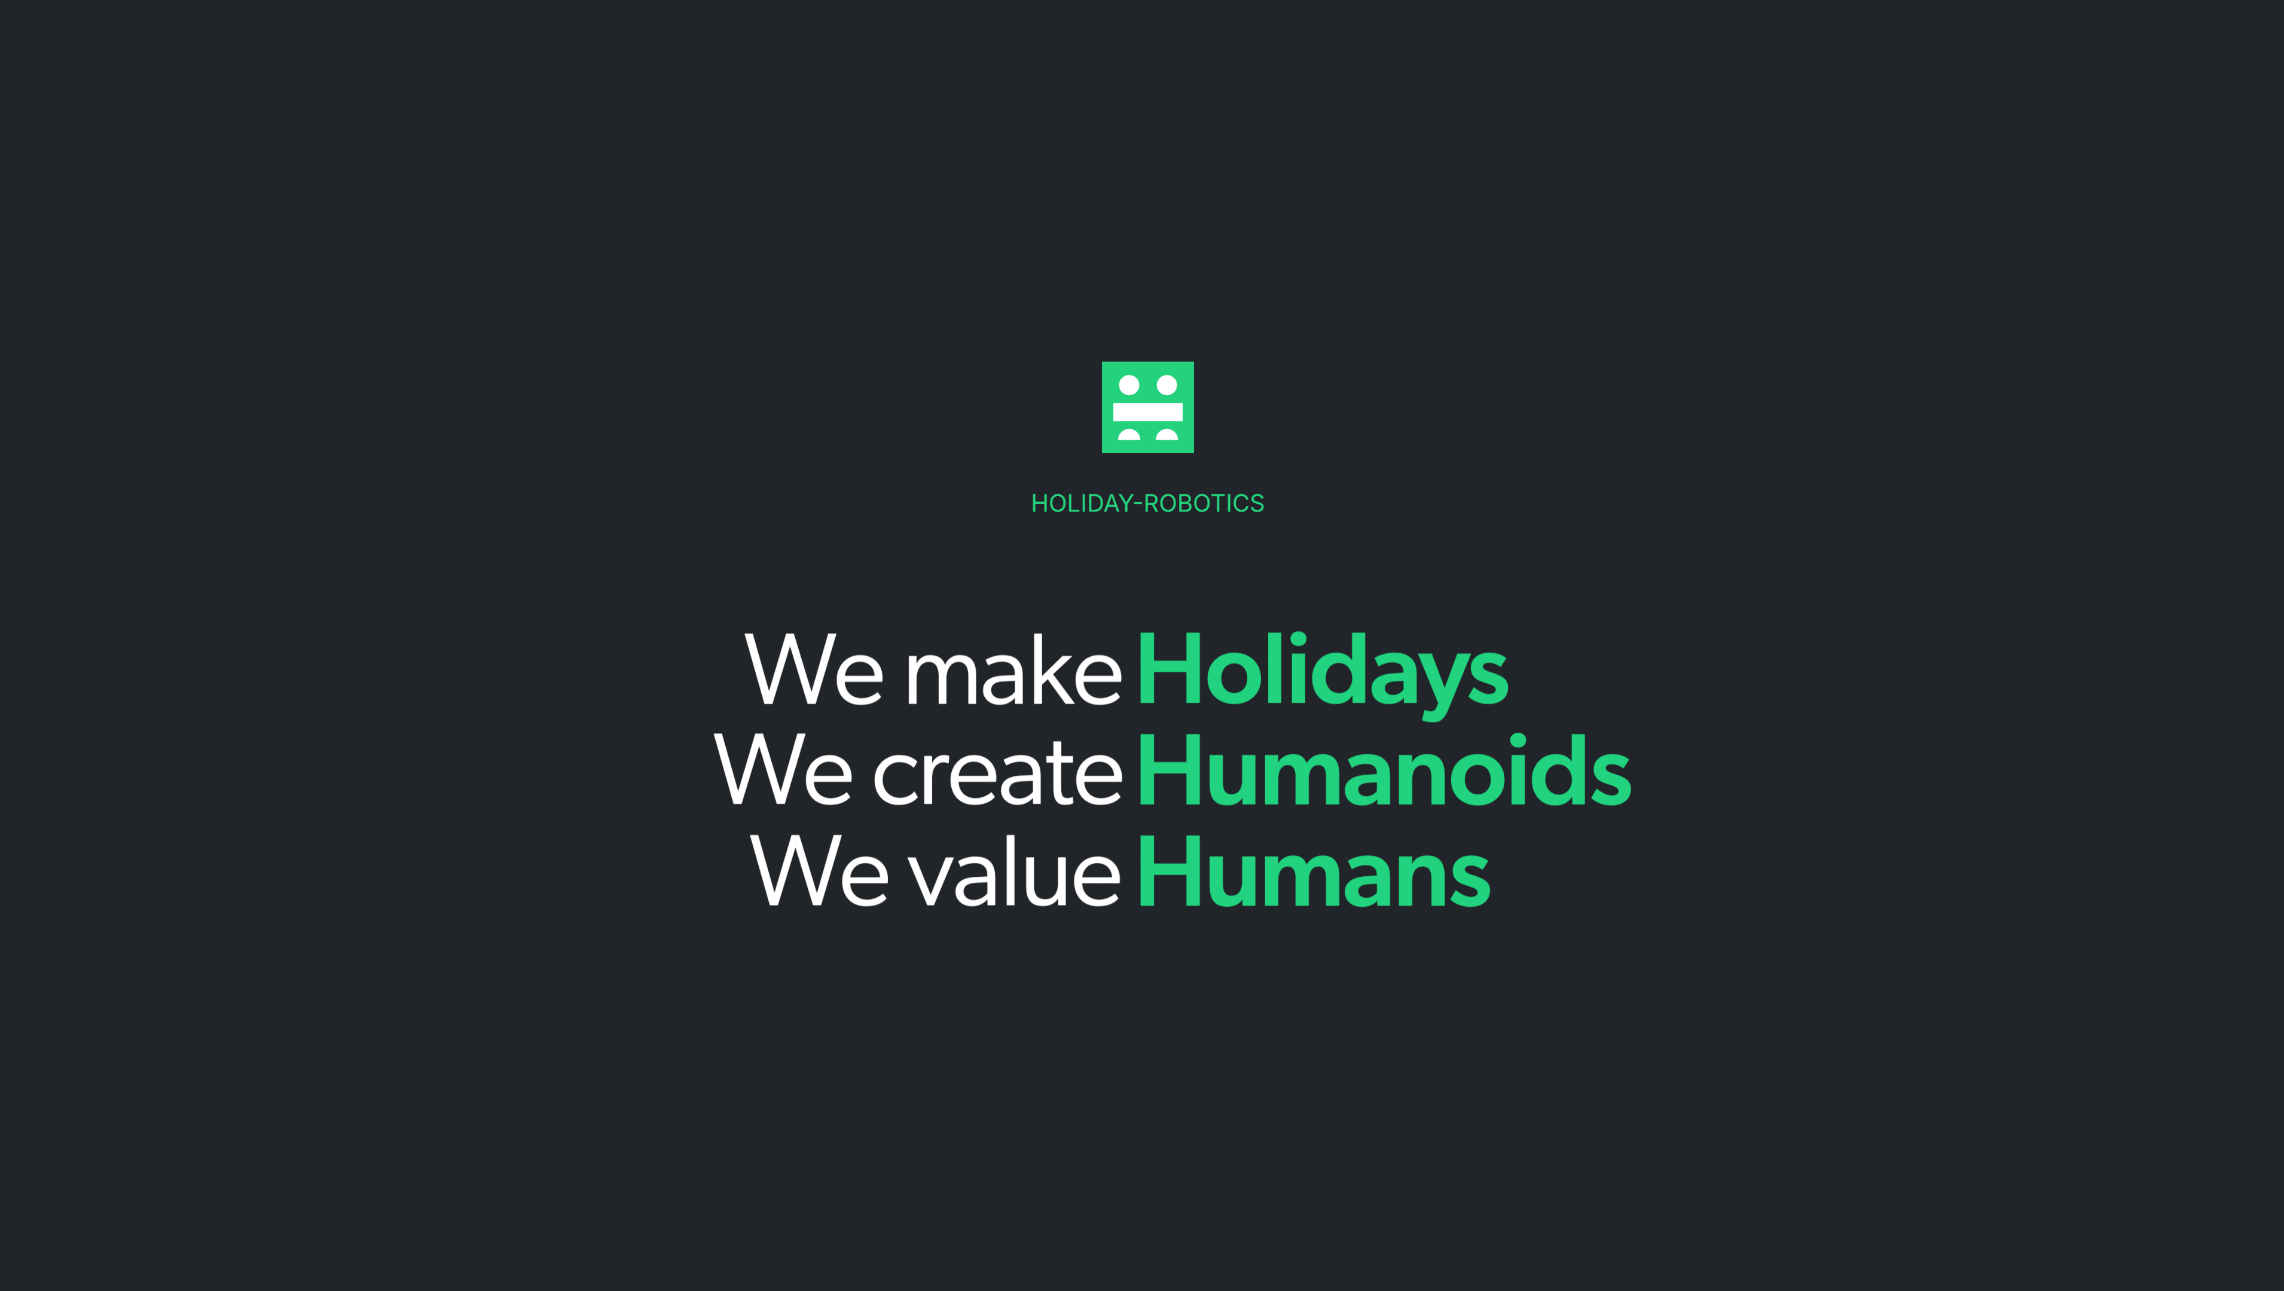 HOLIDAY-ROBOTICS
We make Holidays
We create Humanoids
We value Humans